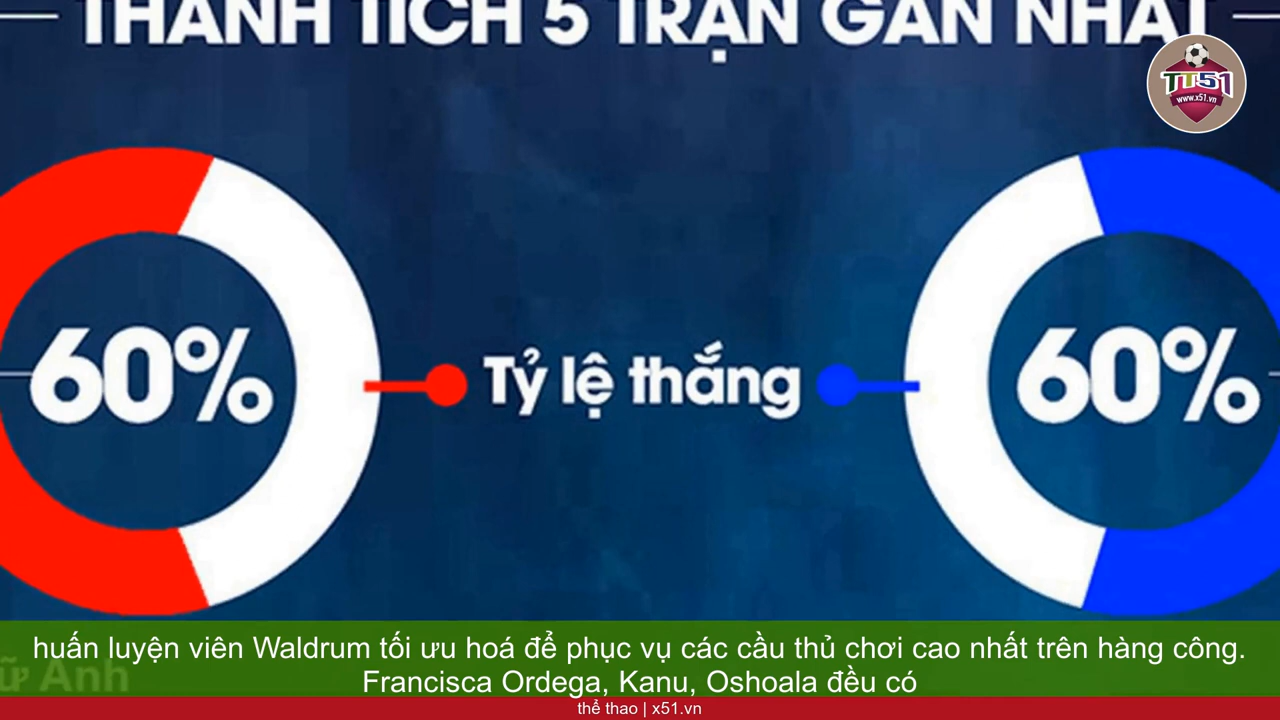 THÀNH TÍCH 5 TRẬN GẦN NHẤT
TT51
www.x51.vn
60%
Tỷ lệ thắng
60%
ữ Anh
huấn luyện viên Waldrum tối ưu hoá để phục vụ các cầu thủ chơi cao nhất trên hàng công.
Francisca Ordega, Kanu, Oshoala đều có
thể thao | x51.vn